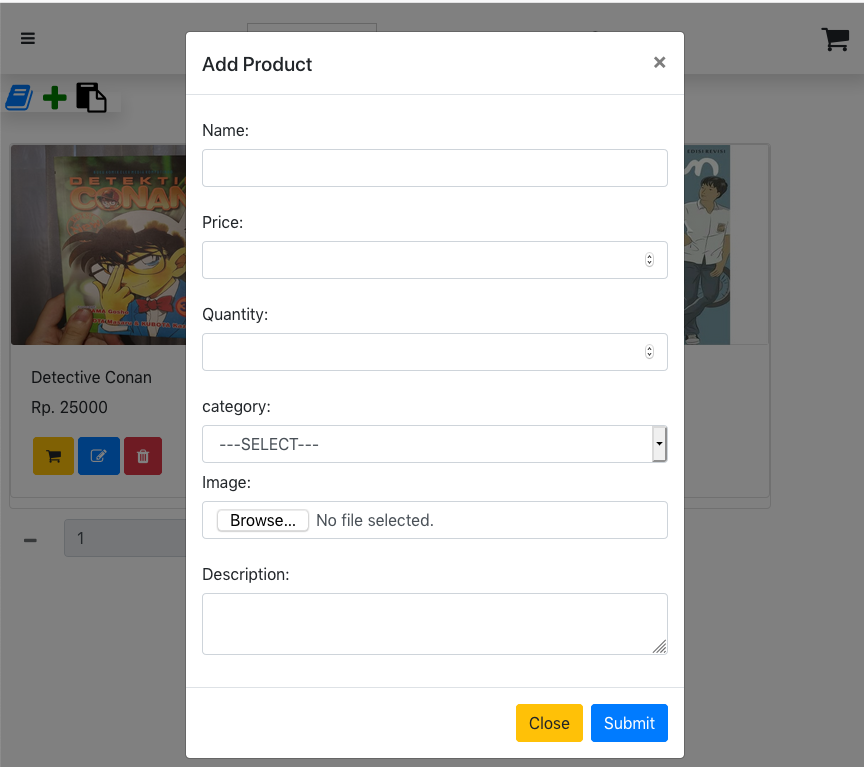 Add Product
×
Name:
Price:
Quantity:
category:
---SELECT---
Image:
Browse... No file selected.
Description:
Close Submit
DETEKTI
CONAN
Detective Conan
Rp. 25000
1